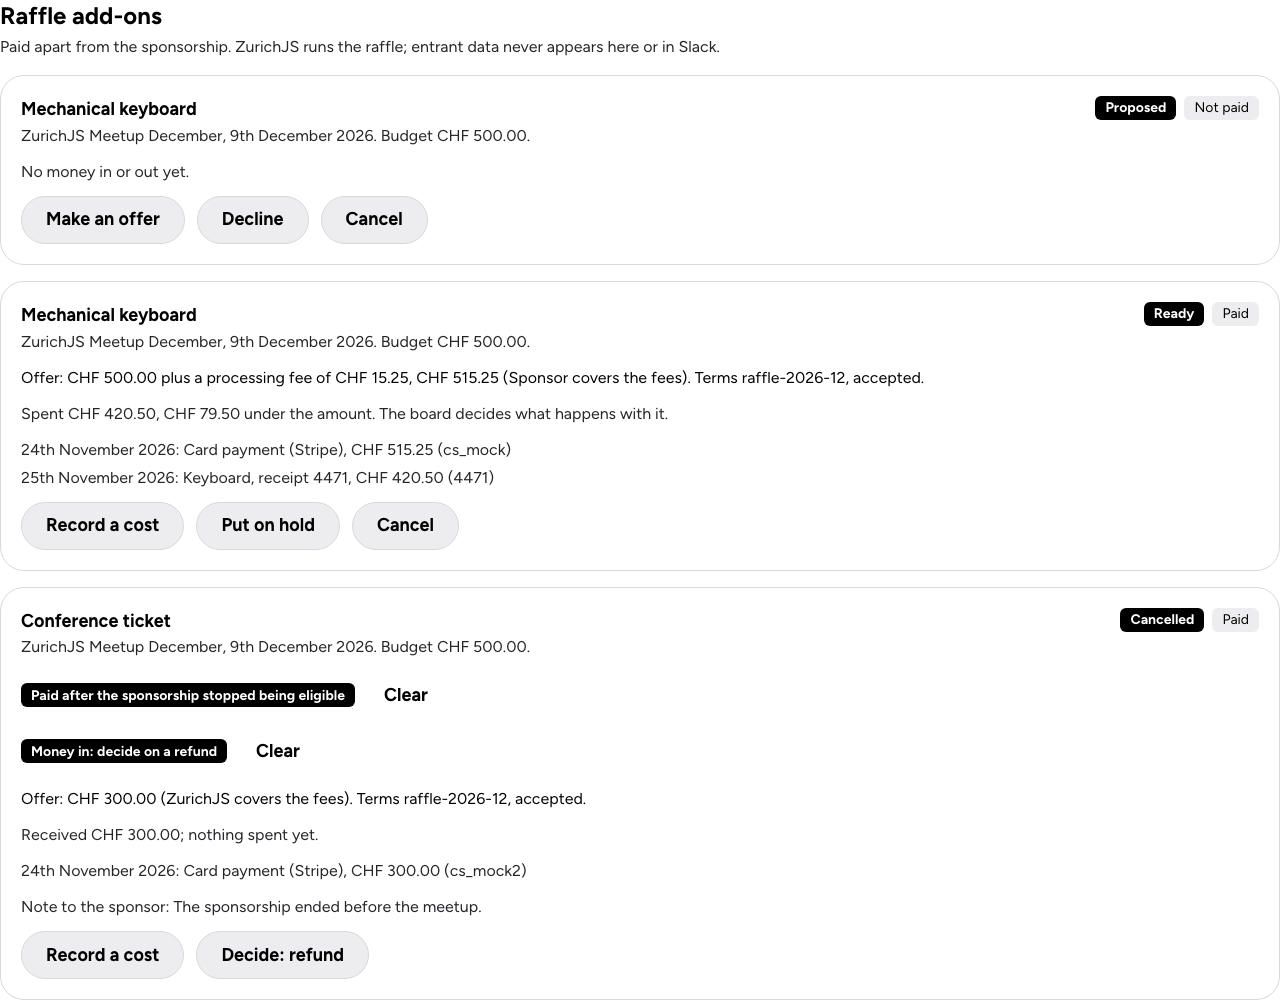 Raffle add-ons
Paid apart from the sponsorship. ZurichJS runs the raffle; entrant data never appears here or in Slack.
Mechanical keyboard
Proposed
Not paid
ZurichJS Meetup December, 9th December 2026. Budget CHF 500.00.
No money in or out yet.
Make an offer
Decline
Cancel
Mechanical keyboard
Ready
Paid
ZurichJS Meetup December, 9th December 2026. Budget CHF 500.00.
Offer: CHF 500.00 plus a processing fee of CHF 15.25, CHF 515.25 (Sponsor covers the fees). Terms raffle-2026-12, accepted.
Spent CHF 420.50, CHF 79.50 under the amount. The board decides what happens with it.
24th November 2026: Card payment (Stripe), CHF 515.25 (cs_mock)
25th November 2026: Keyboard, receipt 4471, CHF 420.50 (4471)
Record a cost
Put on hold
Cancel
Conference ticket
Cancelled
Paid
ZurichJS Meetup December, 9th December 2026. Budget CHF 500.00.
Paid after the sponsorship stopped being eligible
Clear
Money in: decide on a refund
Clear
Offer: CHF 300.00 (ZurichJS covers the fees). Terms raffle-2026-12, accepted.
Received CHF 300.00; nothing spent yet.
24th November 2026: Card payment (Stripe), CHF 300.00 (cs_mock2)
Note to the sponsor: The sponsorship ended before the meetup.
Record a cost
Decide: refund